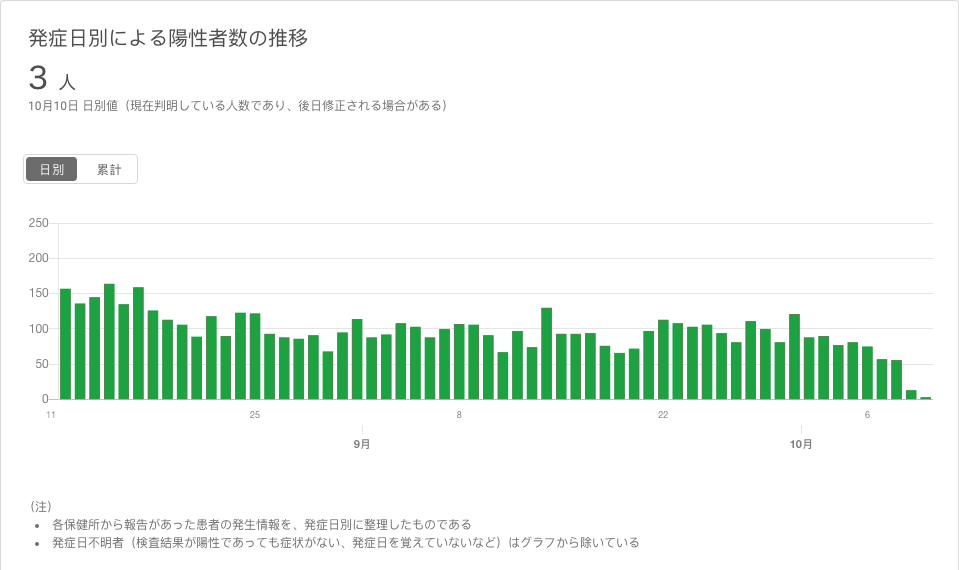 発症日別による陽性者数の推移
3 人
10月10日 日別値（現在判明している人数であり、後日修正される場合がある）
日別 累計
250
200
150
100
50
0
11 25 8 22 6
9月 10月
（注）
• 各保健所から報告があった患者の発生情報を、発症日別に整理したものである
• 発症日不明者（検査結果が陽性であっても症状がない、発症日を覚えていないなど）はグラフから除いている